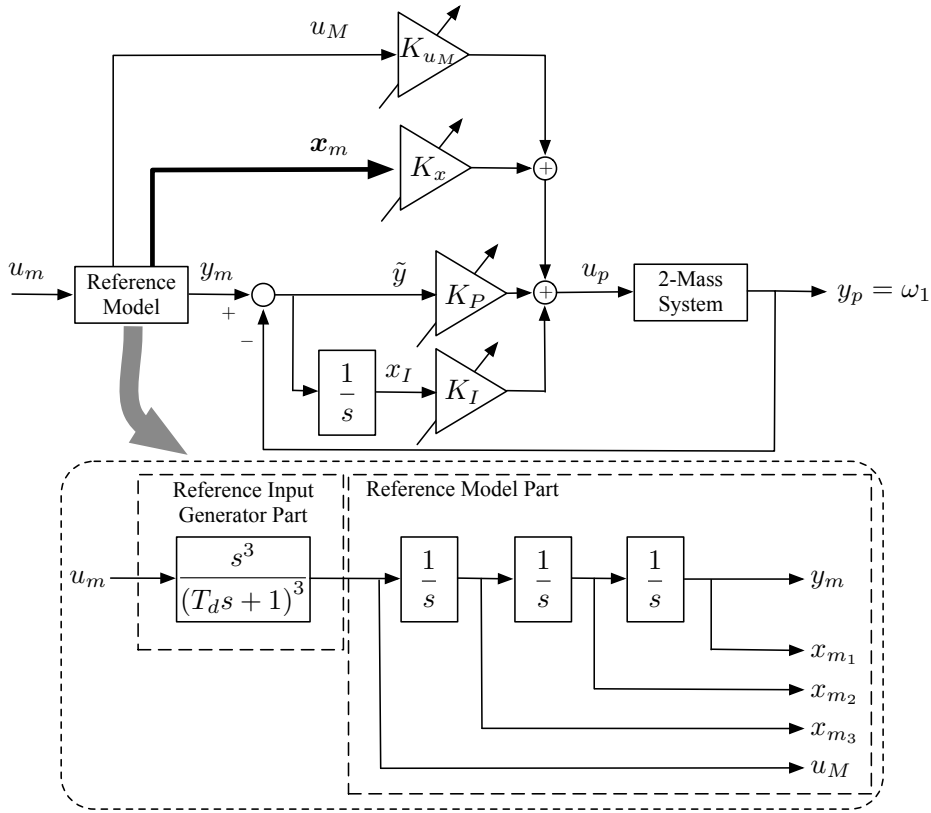 u_M
K_{u_M}
x_m
K_x
+
u_m
Reference
Model
y_m
+
−
ỹ
K_P
+
u_p
2-Mass
System
y_p = ω_1
1/s
x_I
K_I
Reference Input
Generator Part
Reference Model Part
u_m
s^3/(T_d s + 1)^3
1/s
1/s
1/s
y_m
x_{m_1}
x_{m_2}
x_{m_3}
u_M